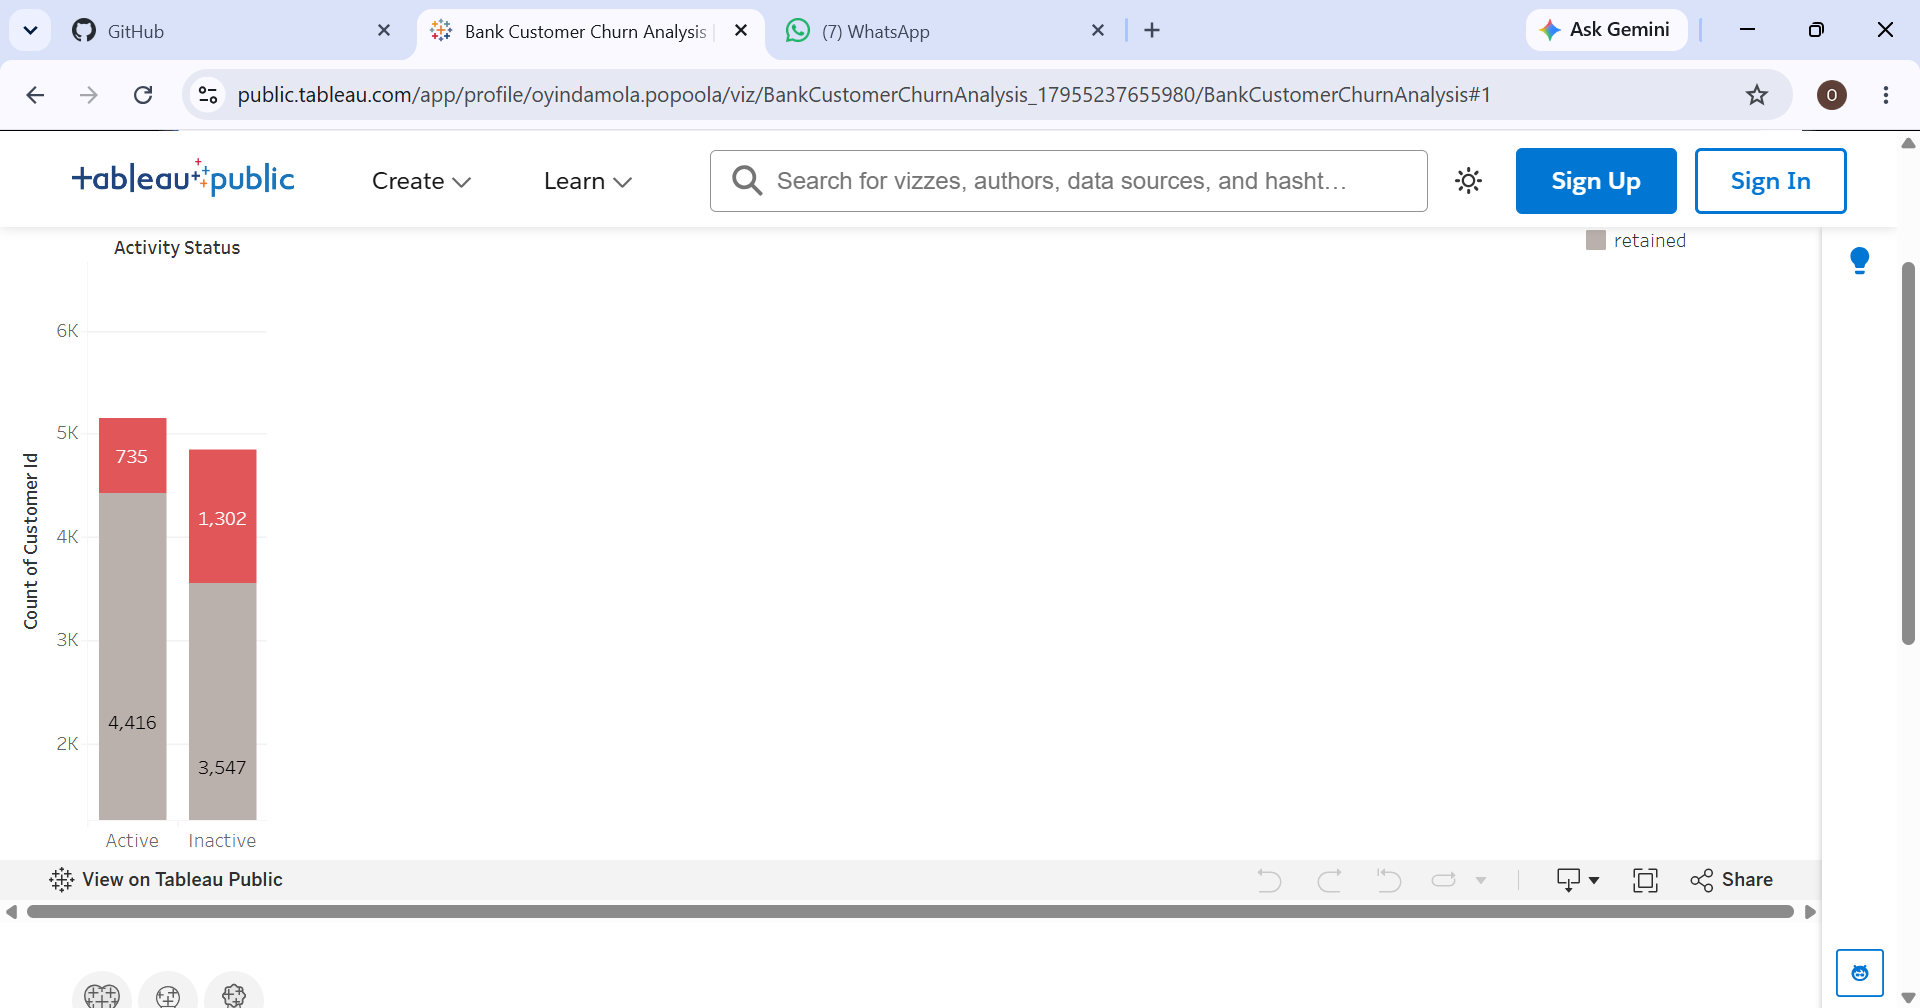 GitHub
Bank Customer Churn Analysis
(7) WhatsApp
Ask Gemini
public.tableau.com/app/profile/oyindamola.popoola/viz/BankCustomerChurnAnalysis_17955237655980/BankCustomerChurnAnalysis#1
O
tableau public
Create
Learn
Search for vizzes, authors, data sources, and hasht...
Sign Up
Sign In
Activity Status
retained
6K
5K
4K
3K
2K
Count of Customer Id
735
1,302
4,416
3,547
Active
Inactive
View on Tableau Public
Share